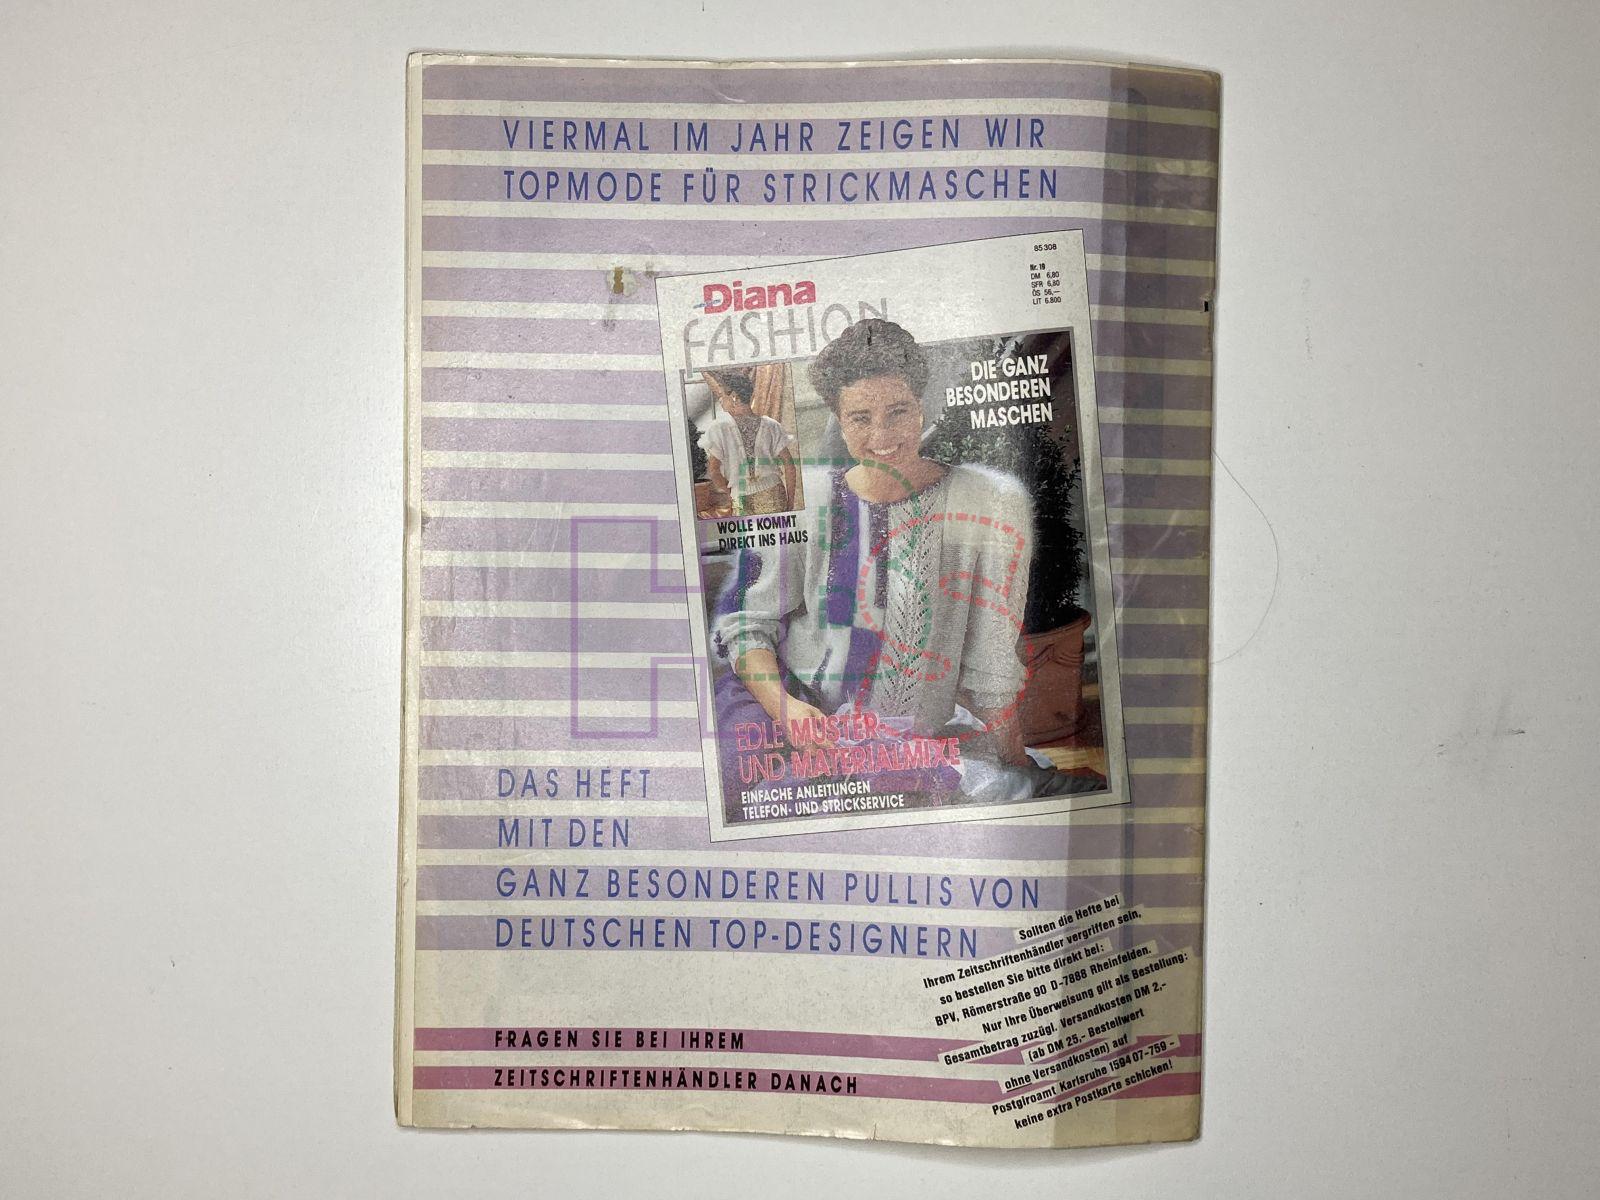 VIERMAL IM JAHR ZEIGEN WIR
TOPMODE FÜR STRICKMASCHEN
85 308
Nr. 19
DM 6,80
SFR 6,80
ÖS 56,—
LIT 6.800
Diana
FASHION
DIE GANZ
BESONDEREN
MASCHEN
WOLLE KOMMT
DIREKT INS HAUS
EDLE MUSTER-
UND MATERIALMIXE
EINFACHE ANLEITUNGEN
TELEFON- UND STRICKSERVICE
DAS HEFT
MIT DEN
GANZ BESONDEREN PULLIS VON
DEUTSCHEN TOP-DESIGNERN
Sollten die Hefte bei
Ihrem Zeitschriftenhändler vergriffen sein,
so bestellen Sie bitte direkt bei:
BPV, Römerstraße 90 D-7888 Rheinfelden.
Nur Ihre Überweisung gilt als Bestellung:
Gesamtbetrag zuzügl. Versandkosten DM 2,-
(ab DM 25,- Bestellwert
ohne Versandkosten) auf
Postgiroamt Karlsruhe 159407-759 -
keine extra Postkarte schicken!
FRAGEN SIE BEI IHREM
ZEITSCHRIFTENHÄNDLER DANACH